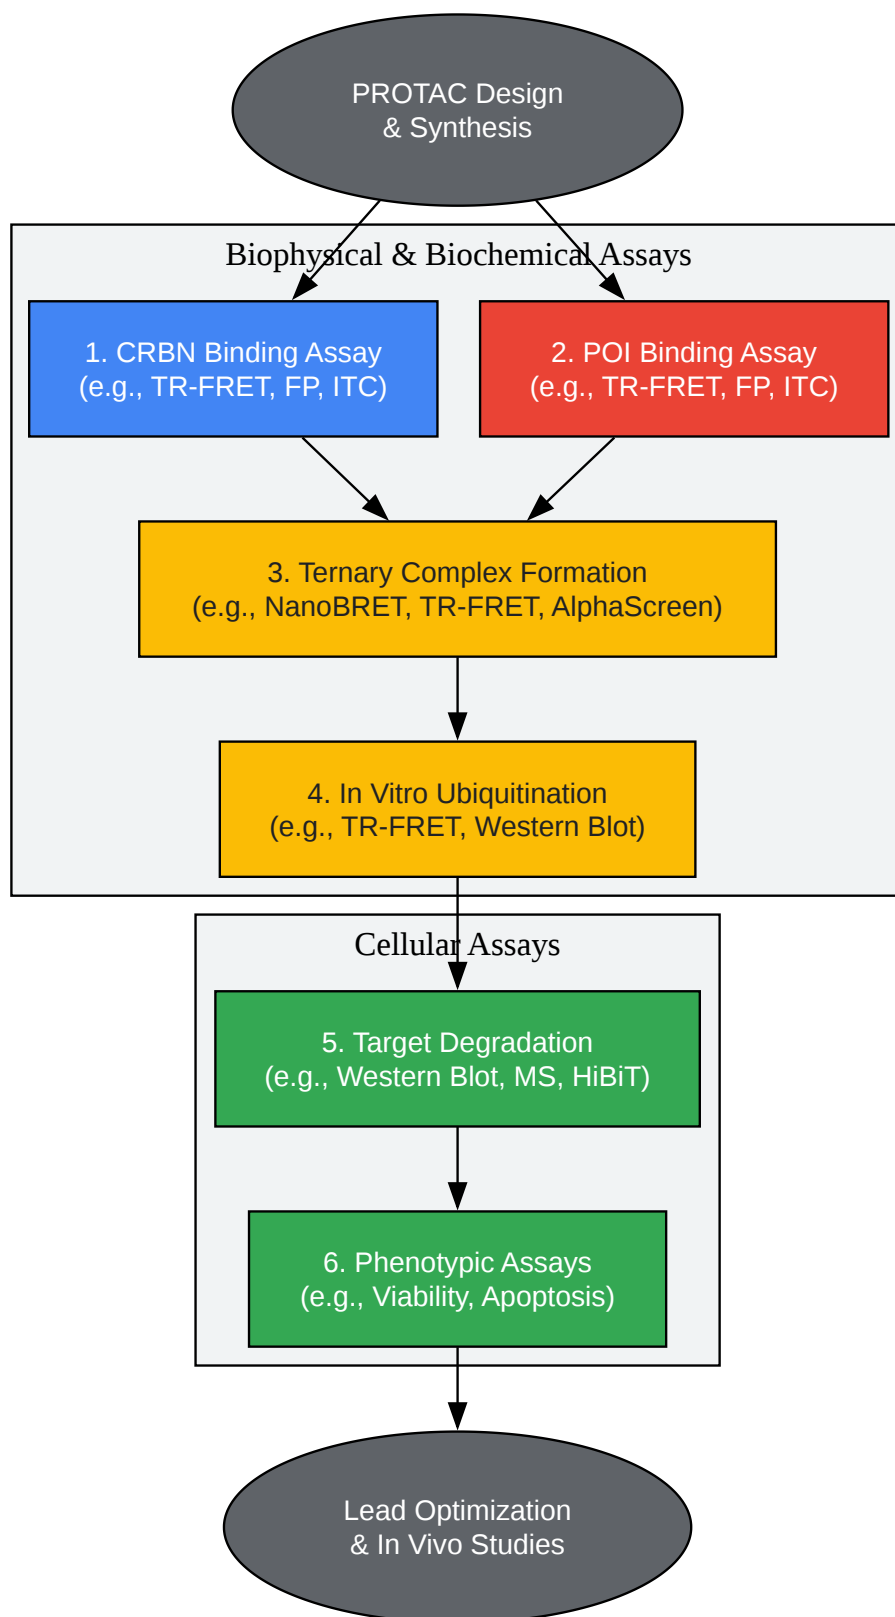 PROTAC Design
& Synthesis
Biophysical & Biochemical Assays
1. CRBN Binding Assay
(e.g., TR-FRET, FP, ITC)
2. POI Binding Assay
(e.g., TR-FRET, FP, ITC)
3. Ternary Complex Formation
(e.g., NanoBRET, TR-FRET, AlphaScreen)
4. In Vitro Ubiquitination
(e.g., TR-FRET, Western Blot)
Cellular Assays
5. Target Degradation
(e.g., Western Blot, MS, HiBiT)
6. Phenotypic Assays
(e.g., Viability, Apoptosis)
Lead Optimization
& In Vivo Studies